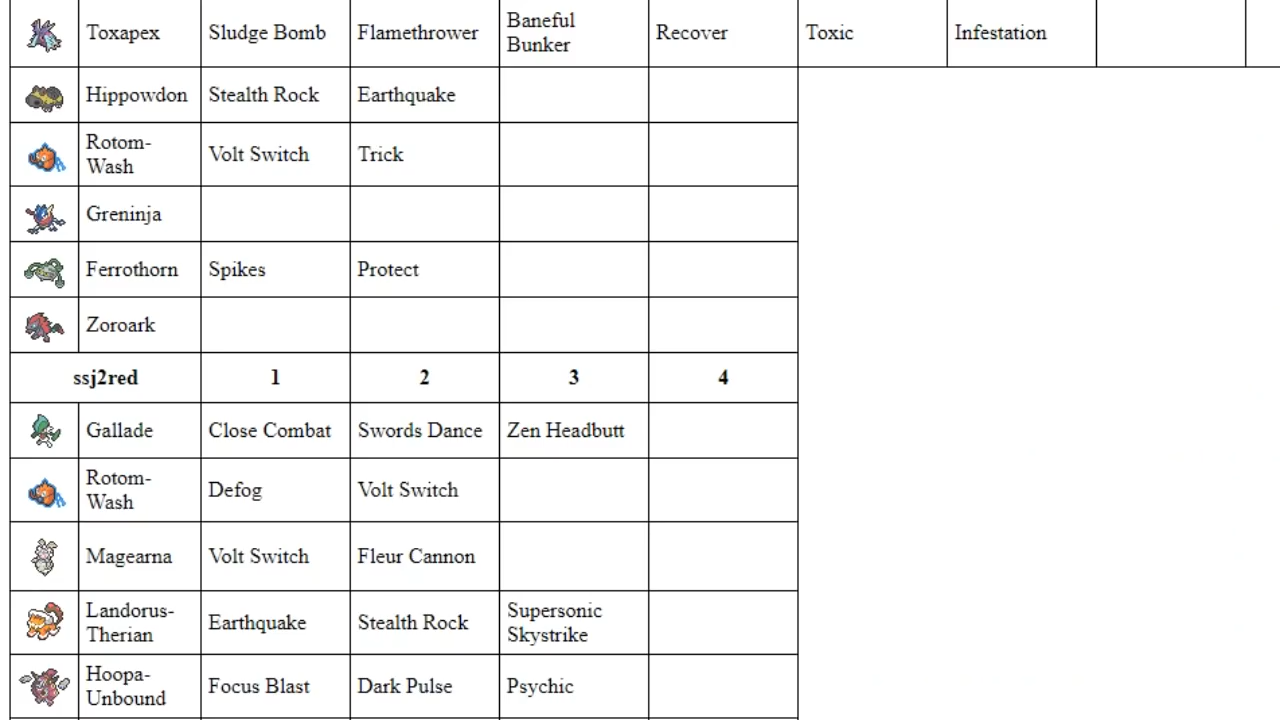 Toxapex Sludge Bomb Flamethrower Baneful Bunker Recover Toxic Infestation
Hippowdon Stealth Rock Earthquake
Rotom-Wash Volt Switch Trick
Greninja
Ferrothorn Spikes Protect
Zoroark
ssj2red 1 2 3 4
Gallade Close Combat Swords Dance Zen Headbutt
Rotom-Wash Defog Volt Switch
Magearna Volt Switch Fleur Cannon
Landorus-Therian Earthquake Stealth Rock Supersonic Skystrike
Hoopa-Unbound Focus Blast Dark Pulse Psychic